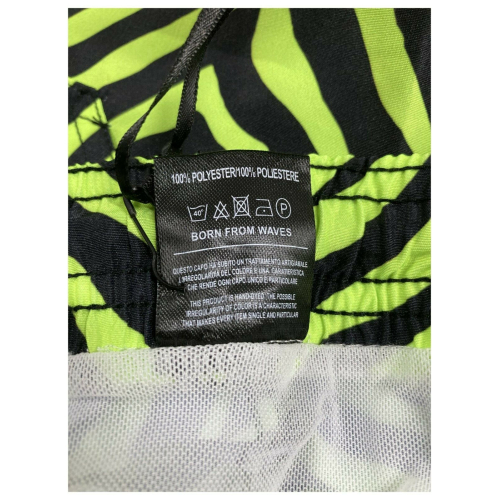 100% POLYESTER/100% POLIESTERE
40° P
BORN FROM WAVES
QUESTO CAPO HA SUBITO UN TRATTAMENTO ARTIGIANALE
L'IRREGOLARITÀ DEL COLORE E UNA CARATTERISTICA
CHE RENDE OGNI CAPO UNICO E PARTICOLARE
THIS PRODUCT IS HAND-DYED. THE POSSIBLE
IRREGULARITY OF COLOR IS A CHARACTERISTIC
THAT MAKES EVERY ITEM SINGLE AND PARTICULAR